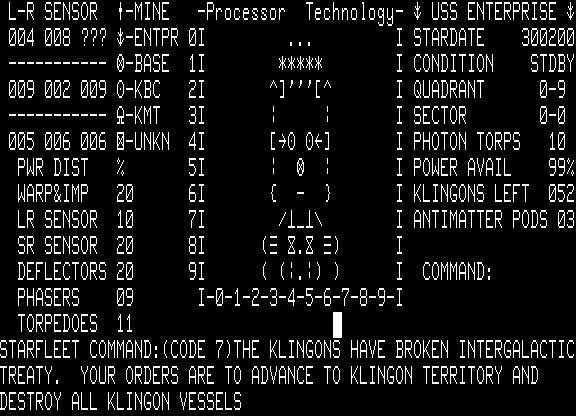 L-R SENSOR ↑-MINE -Processor Technology- ↓ USS ENTERPRISE ↓
004 008 ??? ↓-ENTPR 0I ... I STARDATE 300200
----------- 0-BASE 1I ***** I CONDITION STDBY
009 002 009 -KBC 2I ^]'''[^ I QUADRANT 0-9
----------- -KMT 3I ¦ ¦ I SECTOR 0-0
005 006 006 -UNKN 4I [→0 0←] I PHOTON TORPS 10
PWR DIST % 5I ¦ 0 ¦ I POWER AVAIL 99%
WARP&IMP 20 6I { - } I KLINGONS LEFT 052
LR SENSOR 10 7I /⊥_⊥\ I ANTIMATTER PODS 03
SR SENSOR 20 8I (Ξ . Ξ) I
DEFLECTORS 20 9I ( (¦.¦) ) I COMMAND:
PHASERS 09 I-0-1-2-3-4-5-6-7-8-9-I
TORPEDOES 11
STARFLEET COMMAND:(CODE 7)THE KLINGONS HAVE BROKEN INTERGALACTIC
TREATY. YOUR ORDERS ARE TO ADVANCE TO KLINGON TERRITORY AND
DESTROY ALL KLINGON VESSELS